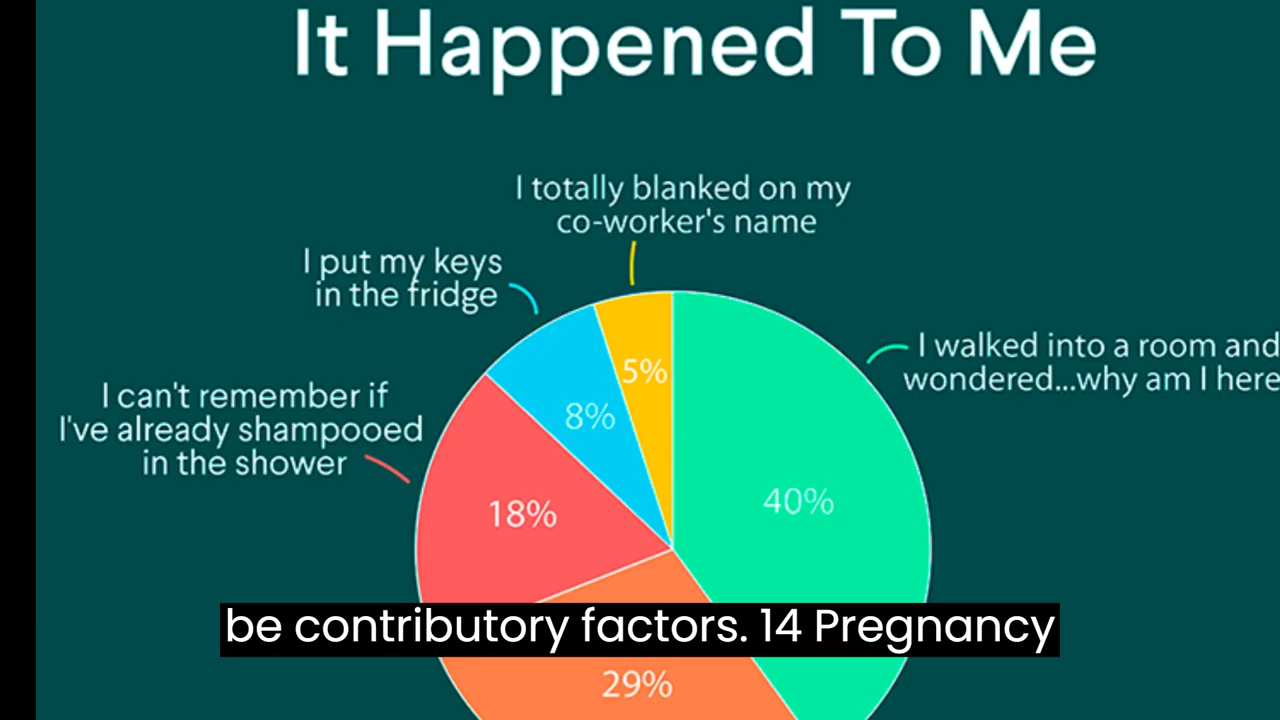 It Happened To Me
I totally blanked on my
co-worker's name
I put my keys
in the fridge
I walked into a room and
wondered...why am I here
I can't remember if
I've already shampooed
in the shower
5%
8%
40%
18%
be contributory factors. 14 Pregnancy
29%